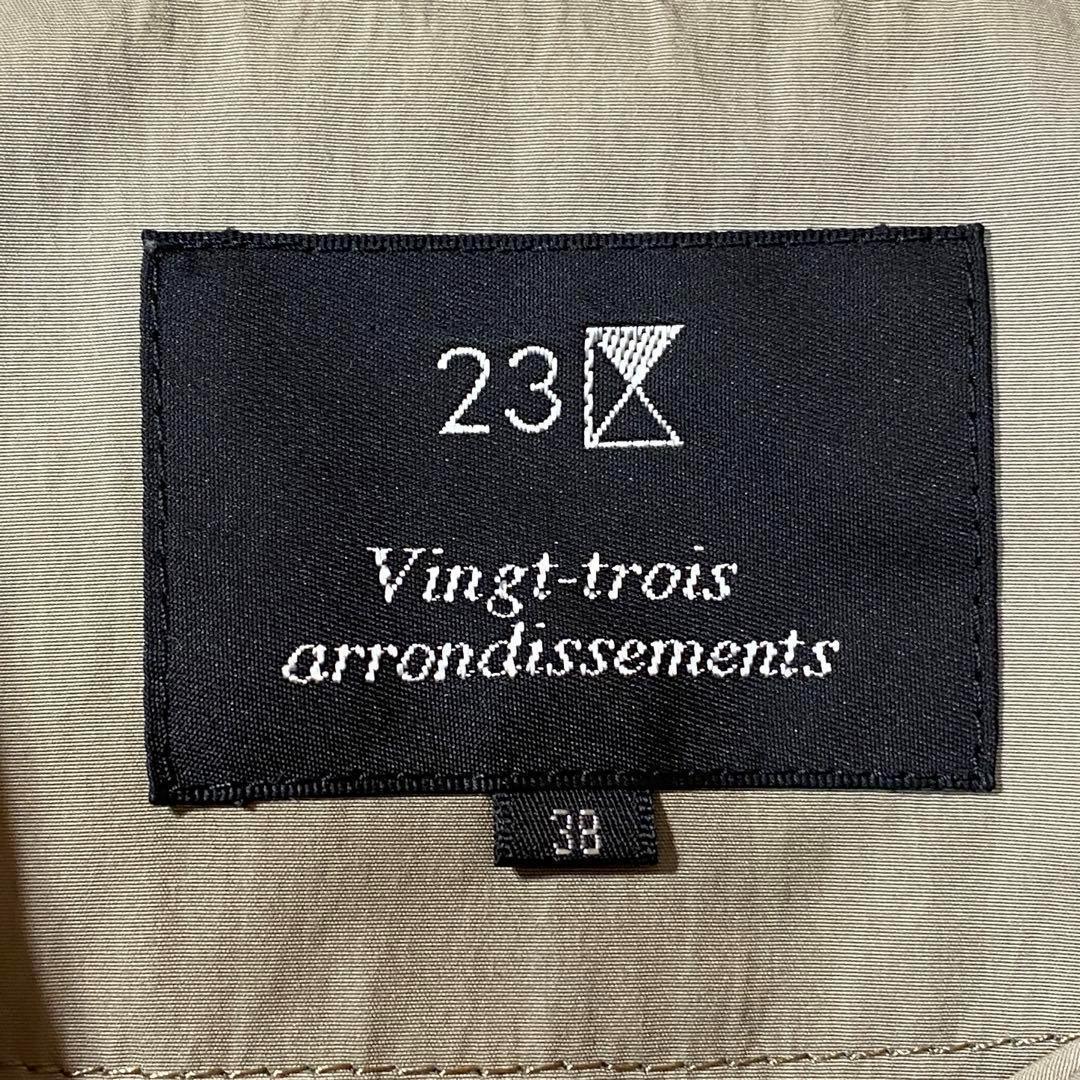 23
Vingt-trois
arrondissements
38